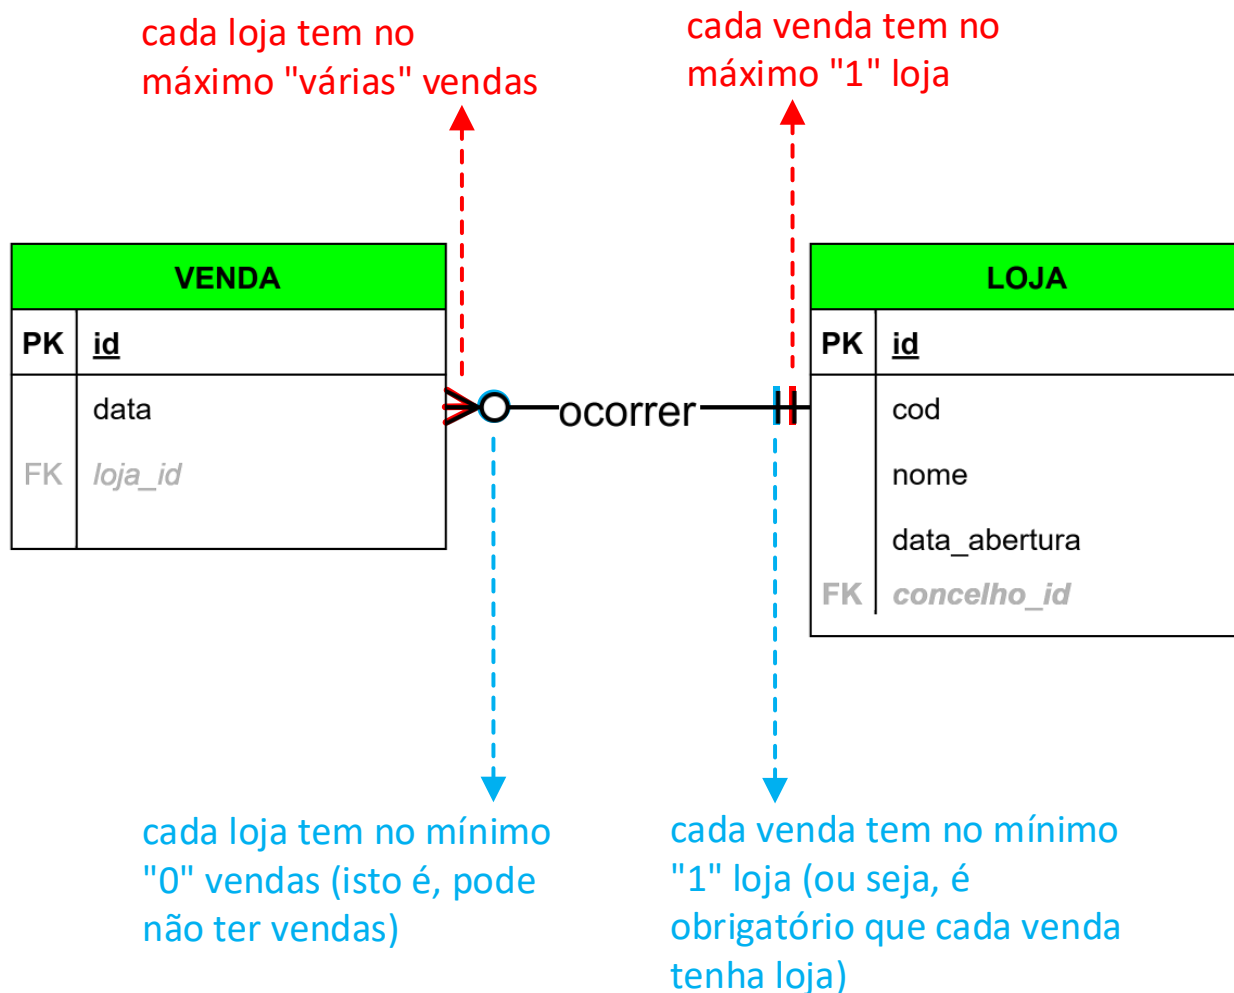 cada loja tem no
máximo "várias" vendas
cada venda tem no
máximo "1" loja
VENDA
PK id
data
FK loja_id
ocorrer
LOJA
PK id
cod
nome
data_abertura
FK concelho_id
cada loja tem no mínimo
"0" vendas (isto é, pode
não ter vendas)
cada venda tem no mínimo
"1" loja (ou seja, é
obrigatório que cada venda
tenha loja)